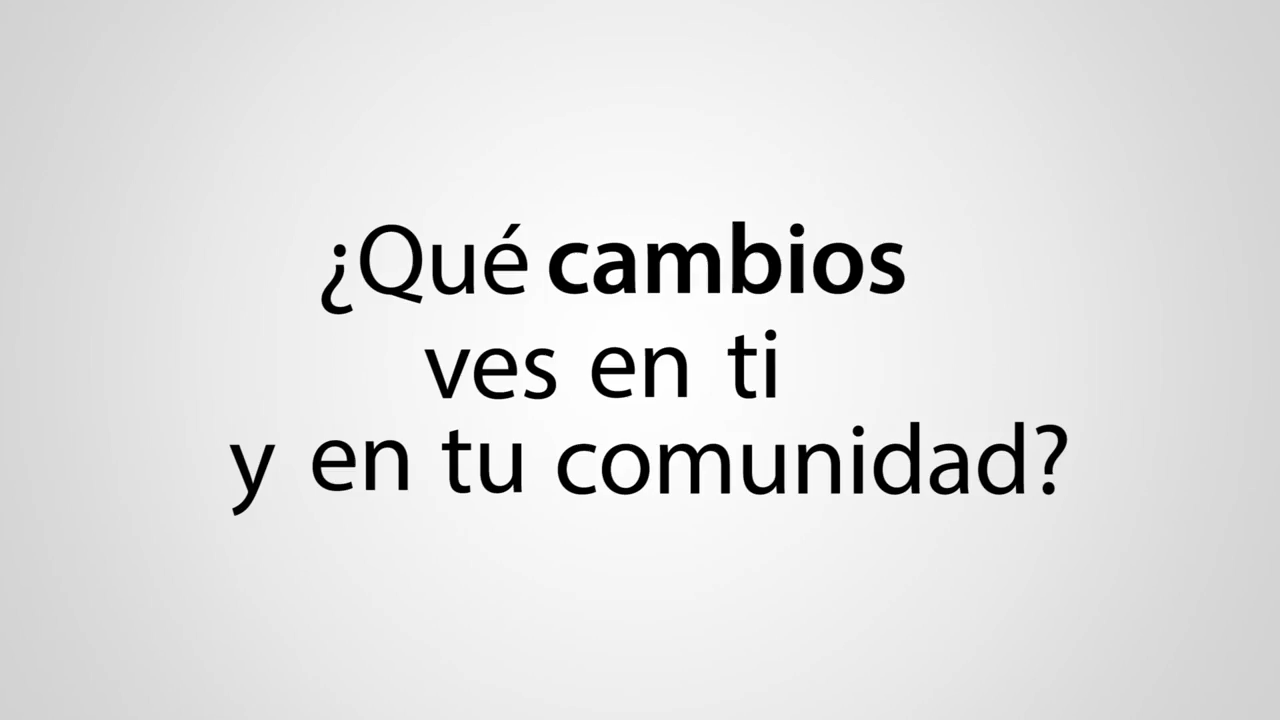 ¿Qué cambios
ves en ti
y en tu comunidad?